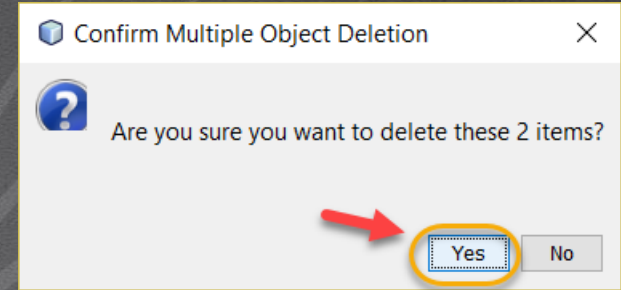 Confirm Multiple Object Deletion
Are you sure you want to delete these 2 items?
Yes No